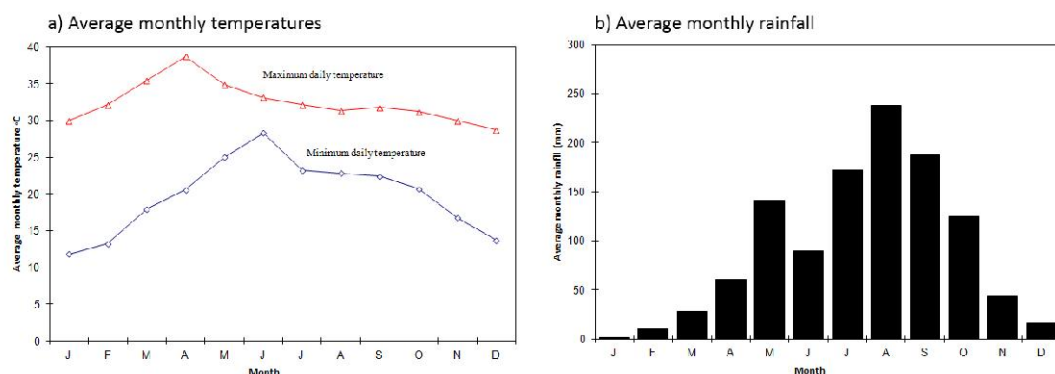 a) Average monthly temperatures
40
35
30
25
20
15
10
5
0
Average monthly temperature◦C
Maximum daily temperature
Minimum daily temperature
J F M A M J J A S O N D
Month
b) Average monthly rainfall
300
250
200
150
100
50
0
Average monthly rainfll (mm)
J F M A M J J A S O N D
Month